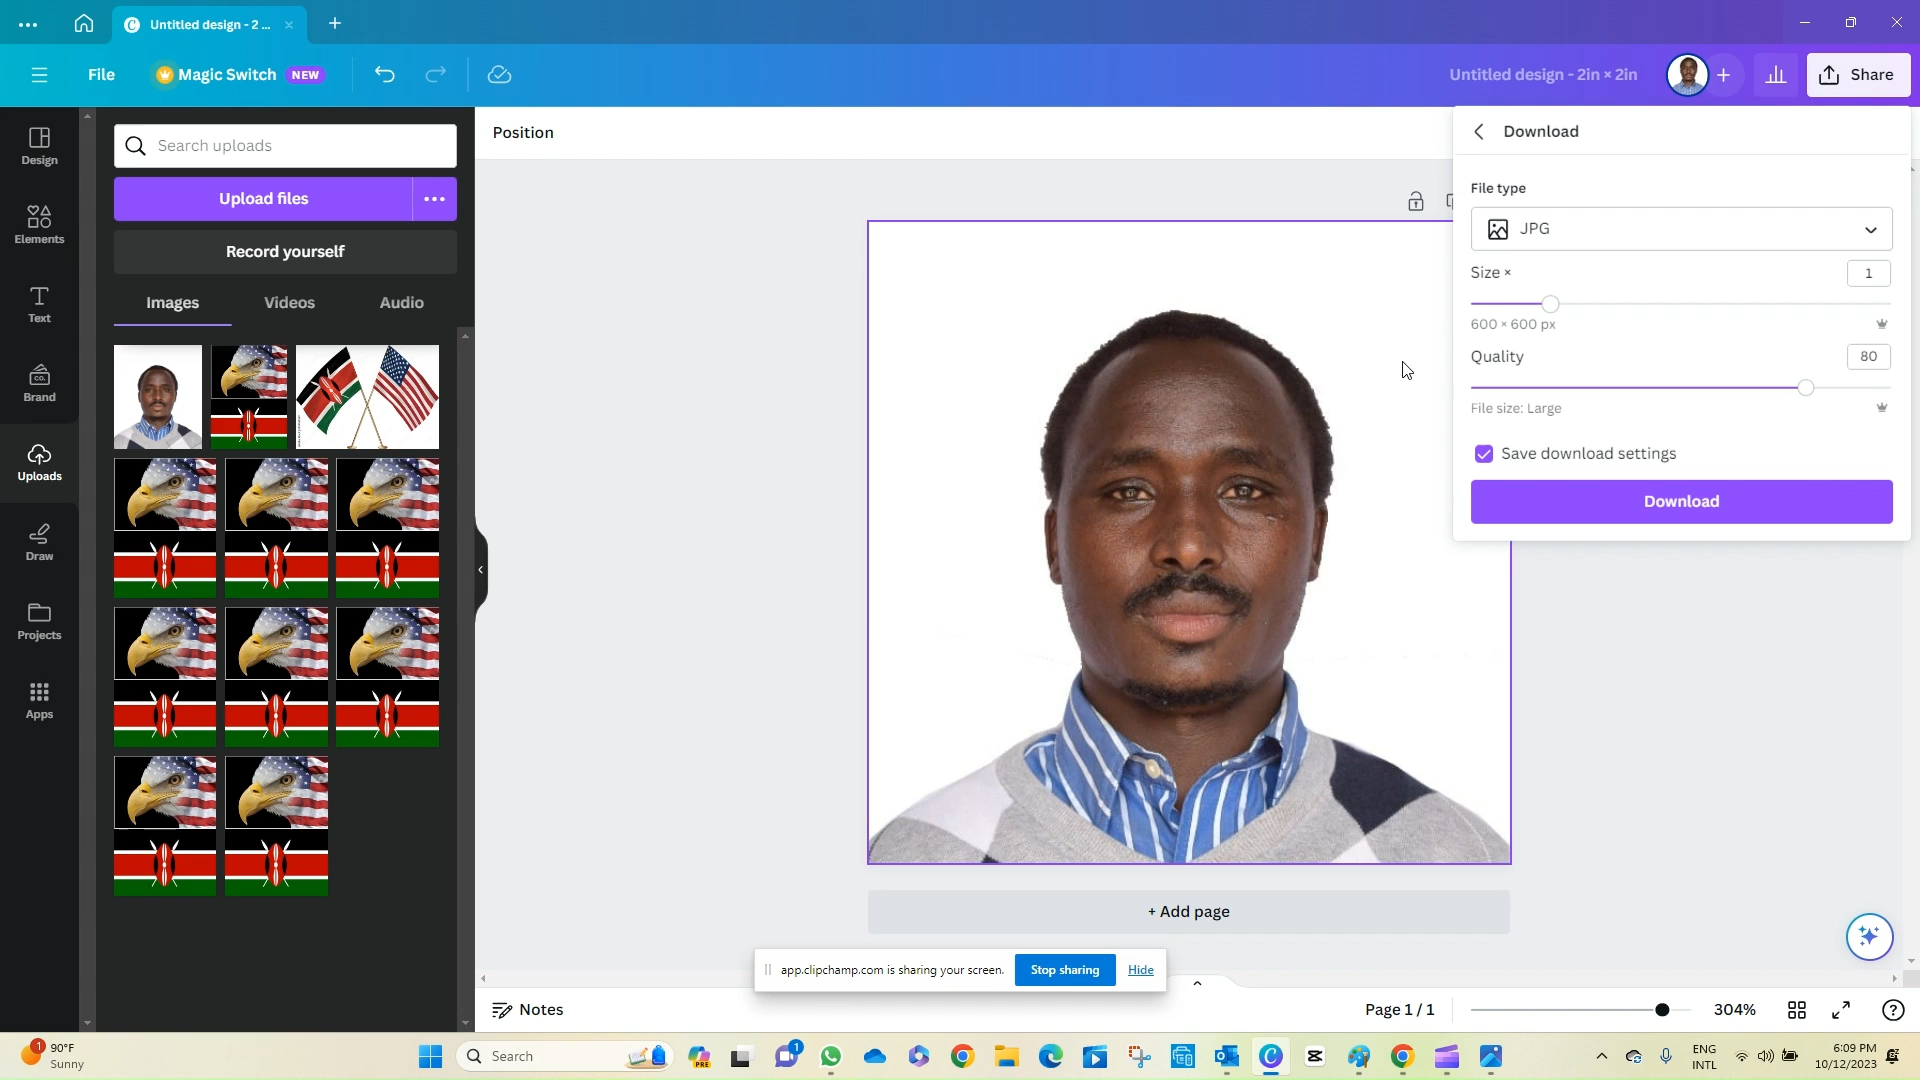 Untitled design - 2 ...
File
Magic Switch NEW
Untitled design - 2in × 2in
Share
Design
Elements
Text
CO.
Brand
Uploads
Draw
Projects
Apps
Search uploads
Upload files
Record yourself
Images Videos Audio
Position
Download
File type
JPG
Size × 1
600 × 600 px
Quality 80
File size: Large
Save download settings
Download
+ Add page
app.clipchamp.com is sharing your screen. Stop sharing Hide
Notes
Page 1 / 1
304%
1
90°F
Sunny
Search
PRE
1
ENG
INTL
6:09 PM
10/12/2023